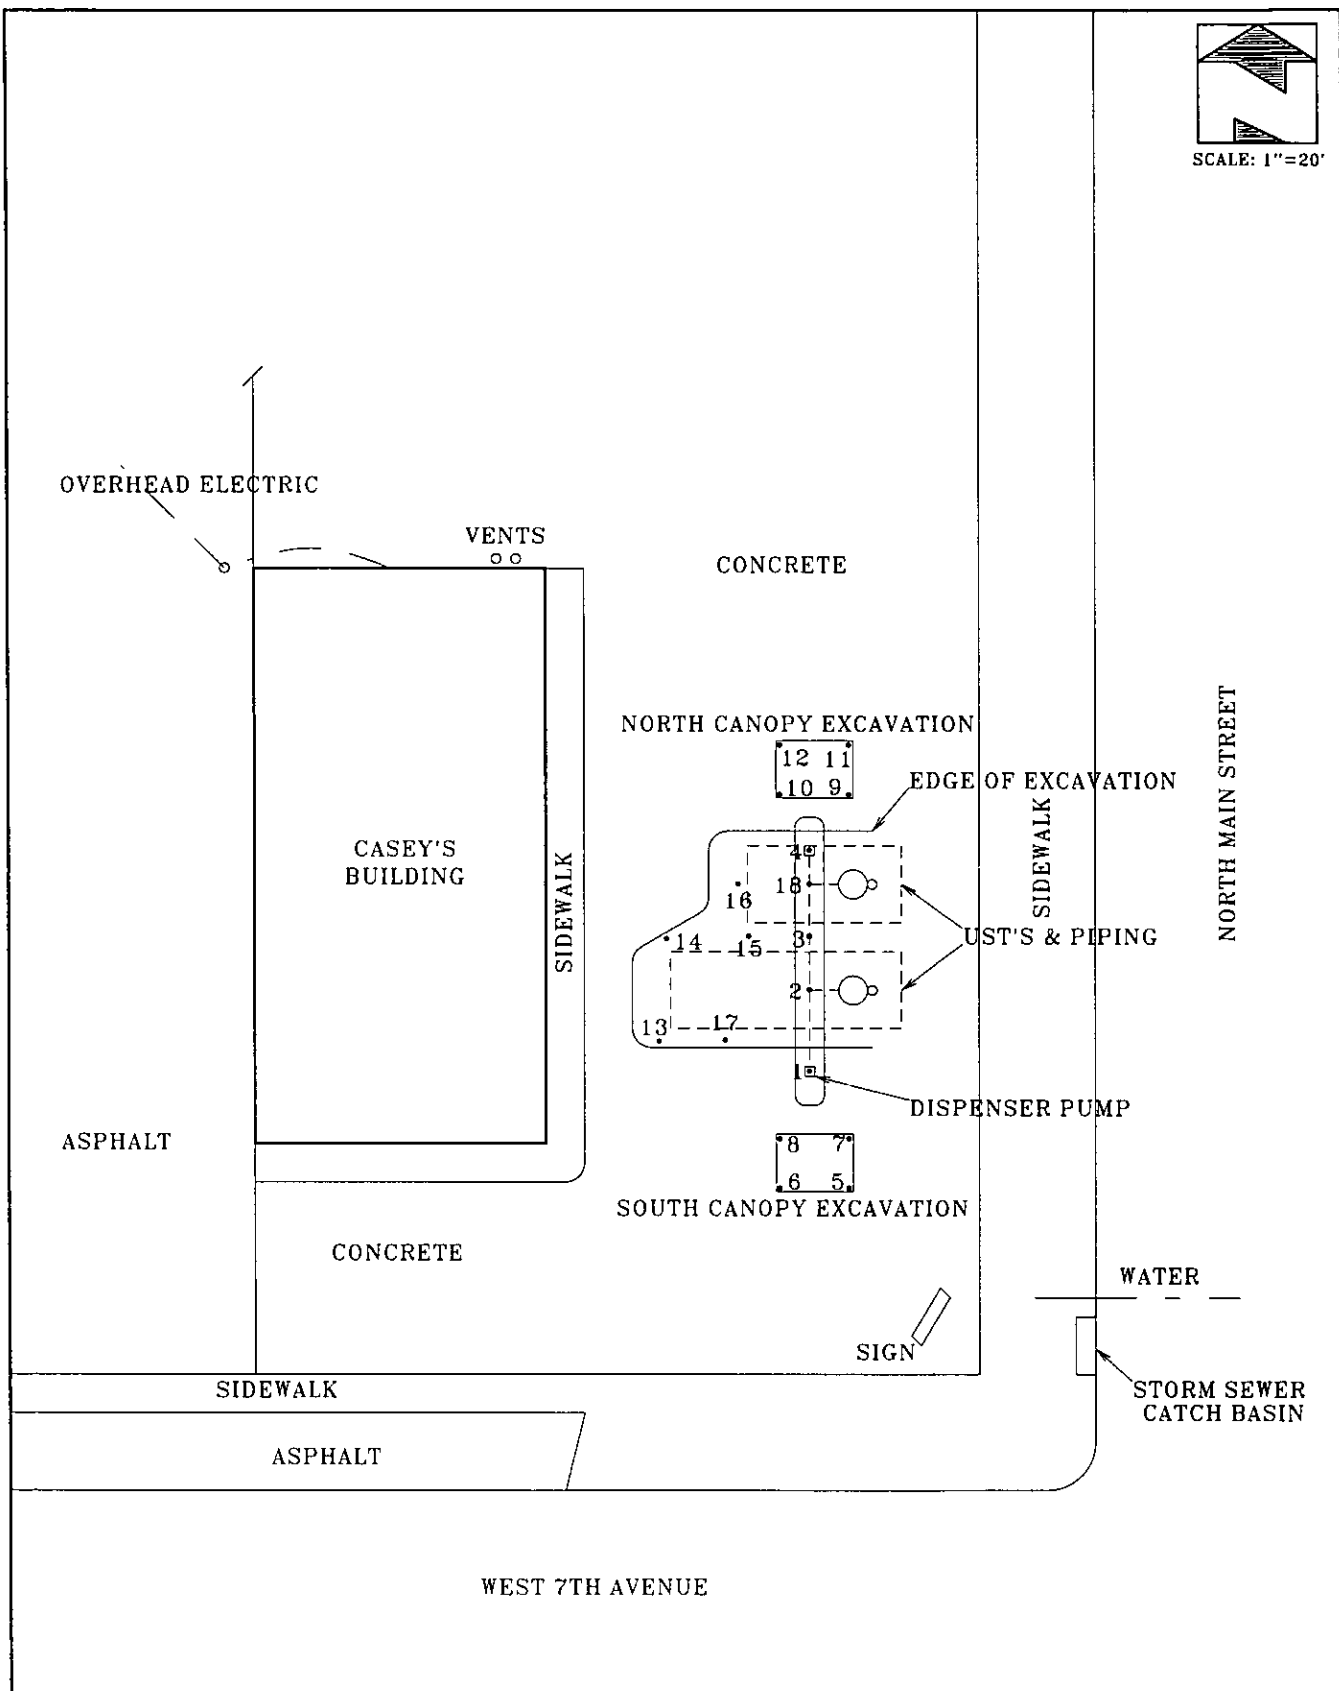 SCALE: 1"=20'
OVERHEAD ELECTRIC
VENTS
CONCRETE
NORTH CANOPY EXCAVATION
12 11
10 9
EDGE OF EXCAVATION
NORTH MAIN STREET
SIDEWALK
CASEY'S
BUILDING
SIDEWALK
4
18
16
14
15
3
UST'S & PIPING
2
13
17
1
DISPENSER PUMP
ASPHALT
8 7
6 5
SOUTH CANOPY EXCAVATION
CONCRETE
WATER
SIGN
SIDEWALK
STORM SEWER
CATCH BASIN
ASPHALT
WEST 7TH AVENUE